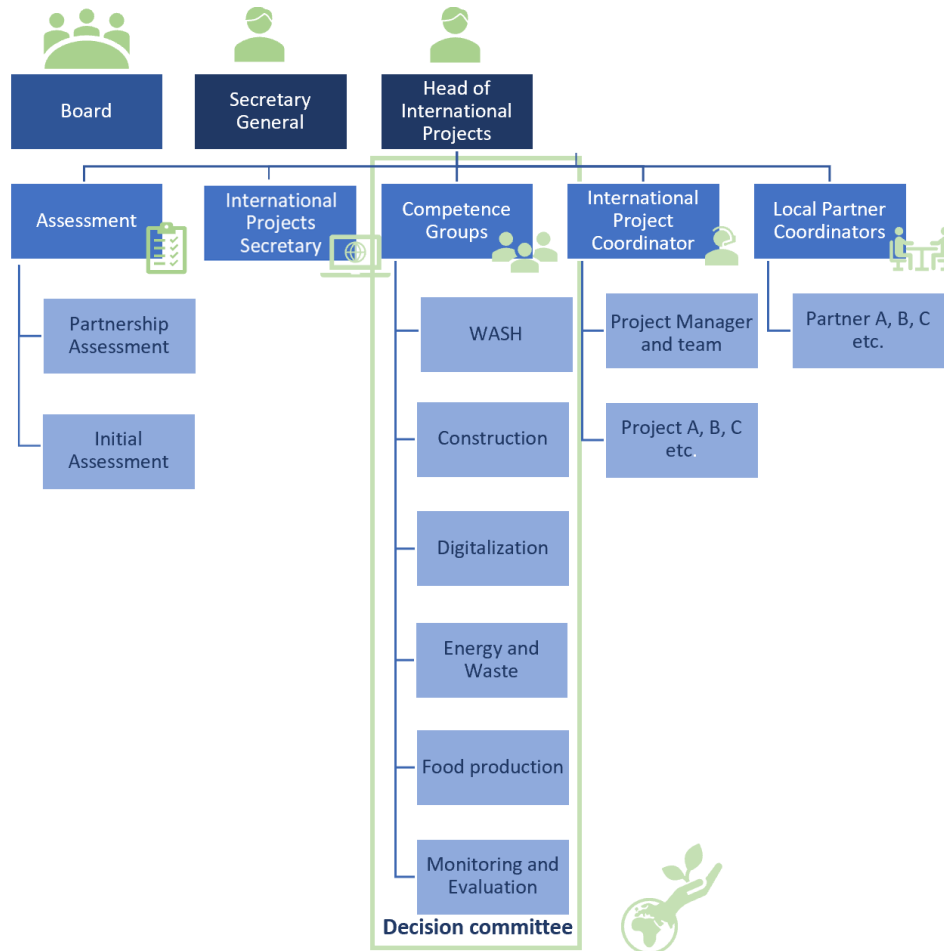 Board
Secretary
General
Head of
International
Projects
Assessment
International
Projects
Secretary
Competence
Groups
International
Project
Coordinator
Local Partner
Coordinators
Partnership
Assessment
Initial
Assessment
WASH
Construction
Digitalization
Energy and
Waste
Food production
Monitoring and
Evaluation
Project Manager
and team
Project A, B, C
etc.
Partner A, B, C
etc.
Decision committee